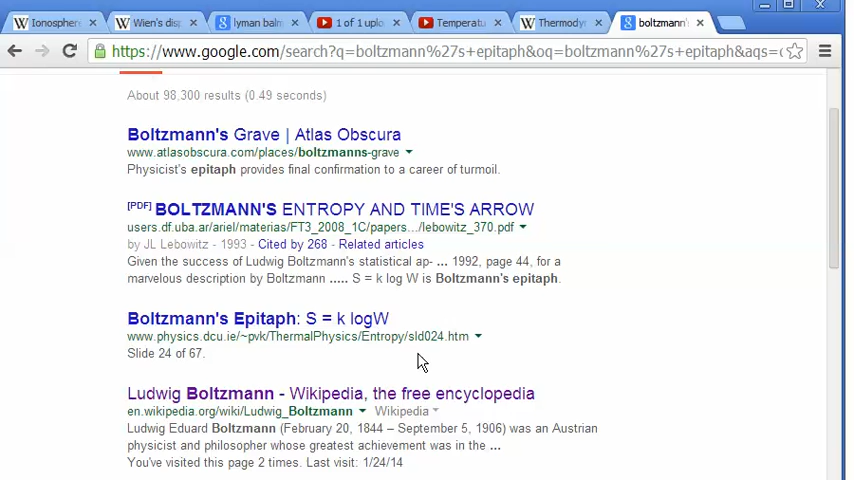 Ionosphere
Wien's disp
lyman balm
1 of 1 uplo
Temperatu
Thermody
boltzmann's
https://www.google.com/search?q=boltzmann%27s+epitaph&oq=boltzmann%27s+epitaph&aqs=c
About 98,300 results (0.49 seconds)
Boltzmann's Grave | Atlas Obscura
www.atlasobscura.com/places/boltzmanns-grave
Physicist's epitaph provides final confirmation to a career of turmoil.
[PDF] BOLTZMANN'S ENTROPY AND TIME'S ARROW
users.df.uba.ar/ariel/materias/FT3_2008_1C/papers.../lebowitz_370.pdf
by JL Lebowitz - 1993 - Cited by 268 - Related articles
Given the success of Ludwig Boltzmann's statistical ap- ... 1992, page 44, for a
marvelous description by Boltzmann ..... S = k log W is Boltzmann's epitaph.
Boltzmann's Epitaph: S = k logW
www.physics.dcu.ie/~pvk/ThermalPhysics/Entropy/sld024.htm
Slide 24 of 67.
Ludwig Boltzmann - Wikipedia, the free encyclopedia
en.wikipedia.org/wiki/Ludwig_Boltzmann Wikipedia
Ludwig Eduard Boltzmann (February 20, 1844 – September 5, 1906) was an Austrian
physicist and philosopher whose greatest achievement was in the ...
You've visited this page 2 times. Last visit: 1/24/14